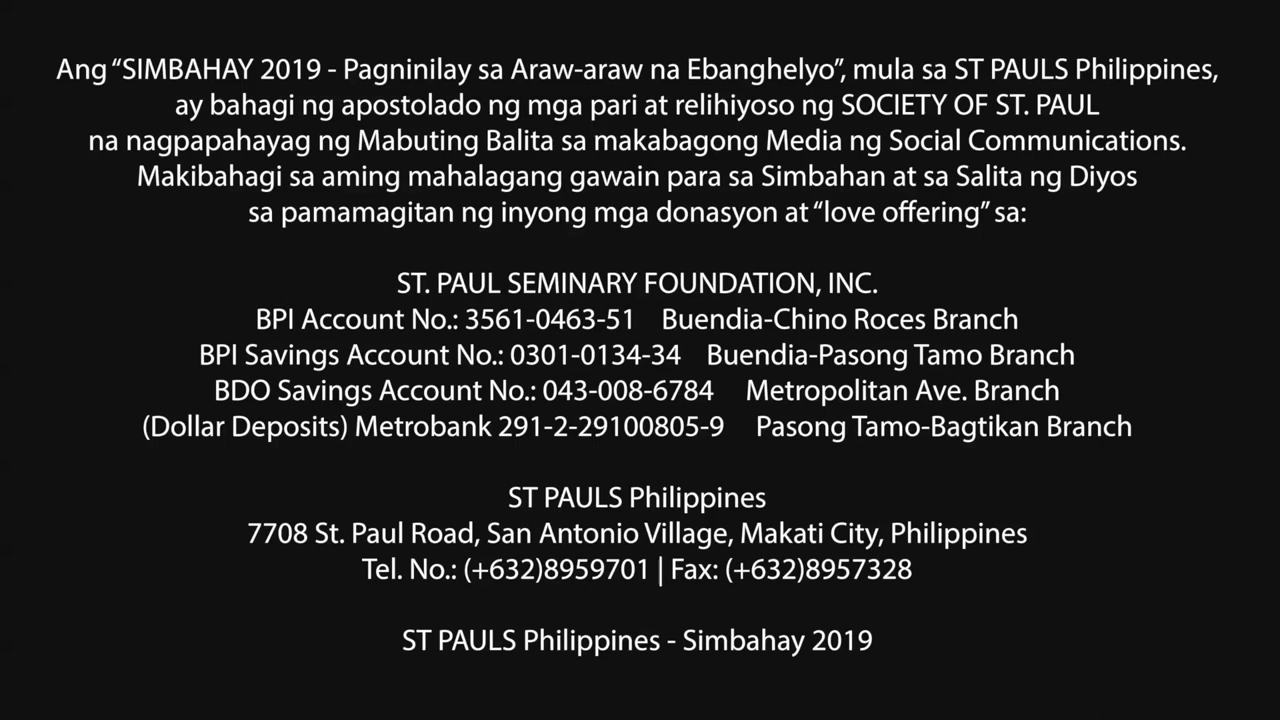 Ang “SIMBAHAY 2019 - Pagninilay sa Araw-araw na Ebanghelyo”, mula sa ST PAULS Philippines,
ay bahagi ng apostolado ng mga pari at relihiyoso ng SOCIETY OF ST. PAUL
na nagpapahayag ng Mabuting Balita sa makabagong Media ng Social Communications.
Makibahagi sa aming mahalagang gawain para sa Simbahan at sa Salita ng Diyos
sa pamamagitan ng inyong mga donasyon at “love offering” sa:
ST. PAUL SEMINARY FOUNDATION, INC.
BPI Account No.: 3561-0463-51 Buendia-Chino Roces Branch
BPI Savings Account No.: 0301-0134-34 Buendia-Pasong Tamo Branch
BDO Savings Account No.: 043-008-6784 Metropolitan Ave. Branch
(Dollar Deposits) Metrobank 291-2-29100805-9 Pasong Tamo-Bagtikan Branch
ST PAULS Philippines
7708 St. Paul Road, San Antonio Village, Makati City, Philippines
Tel. No.: (+632)8959701 | Fax: (+632)8957328
ST PAULS Philippines - Simbahay 2019